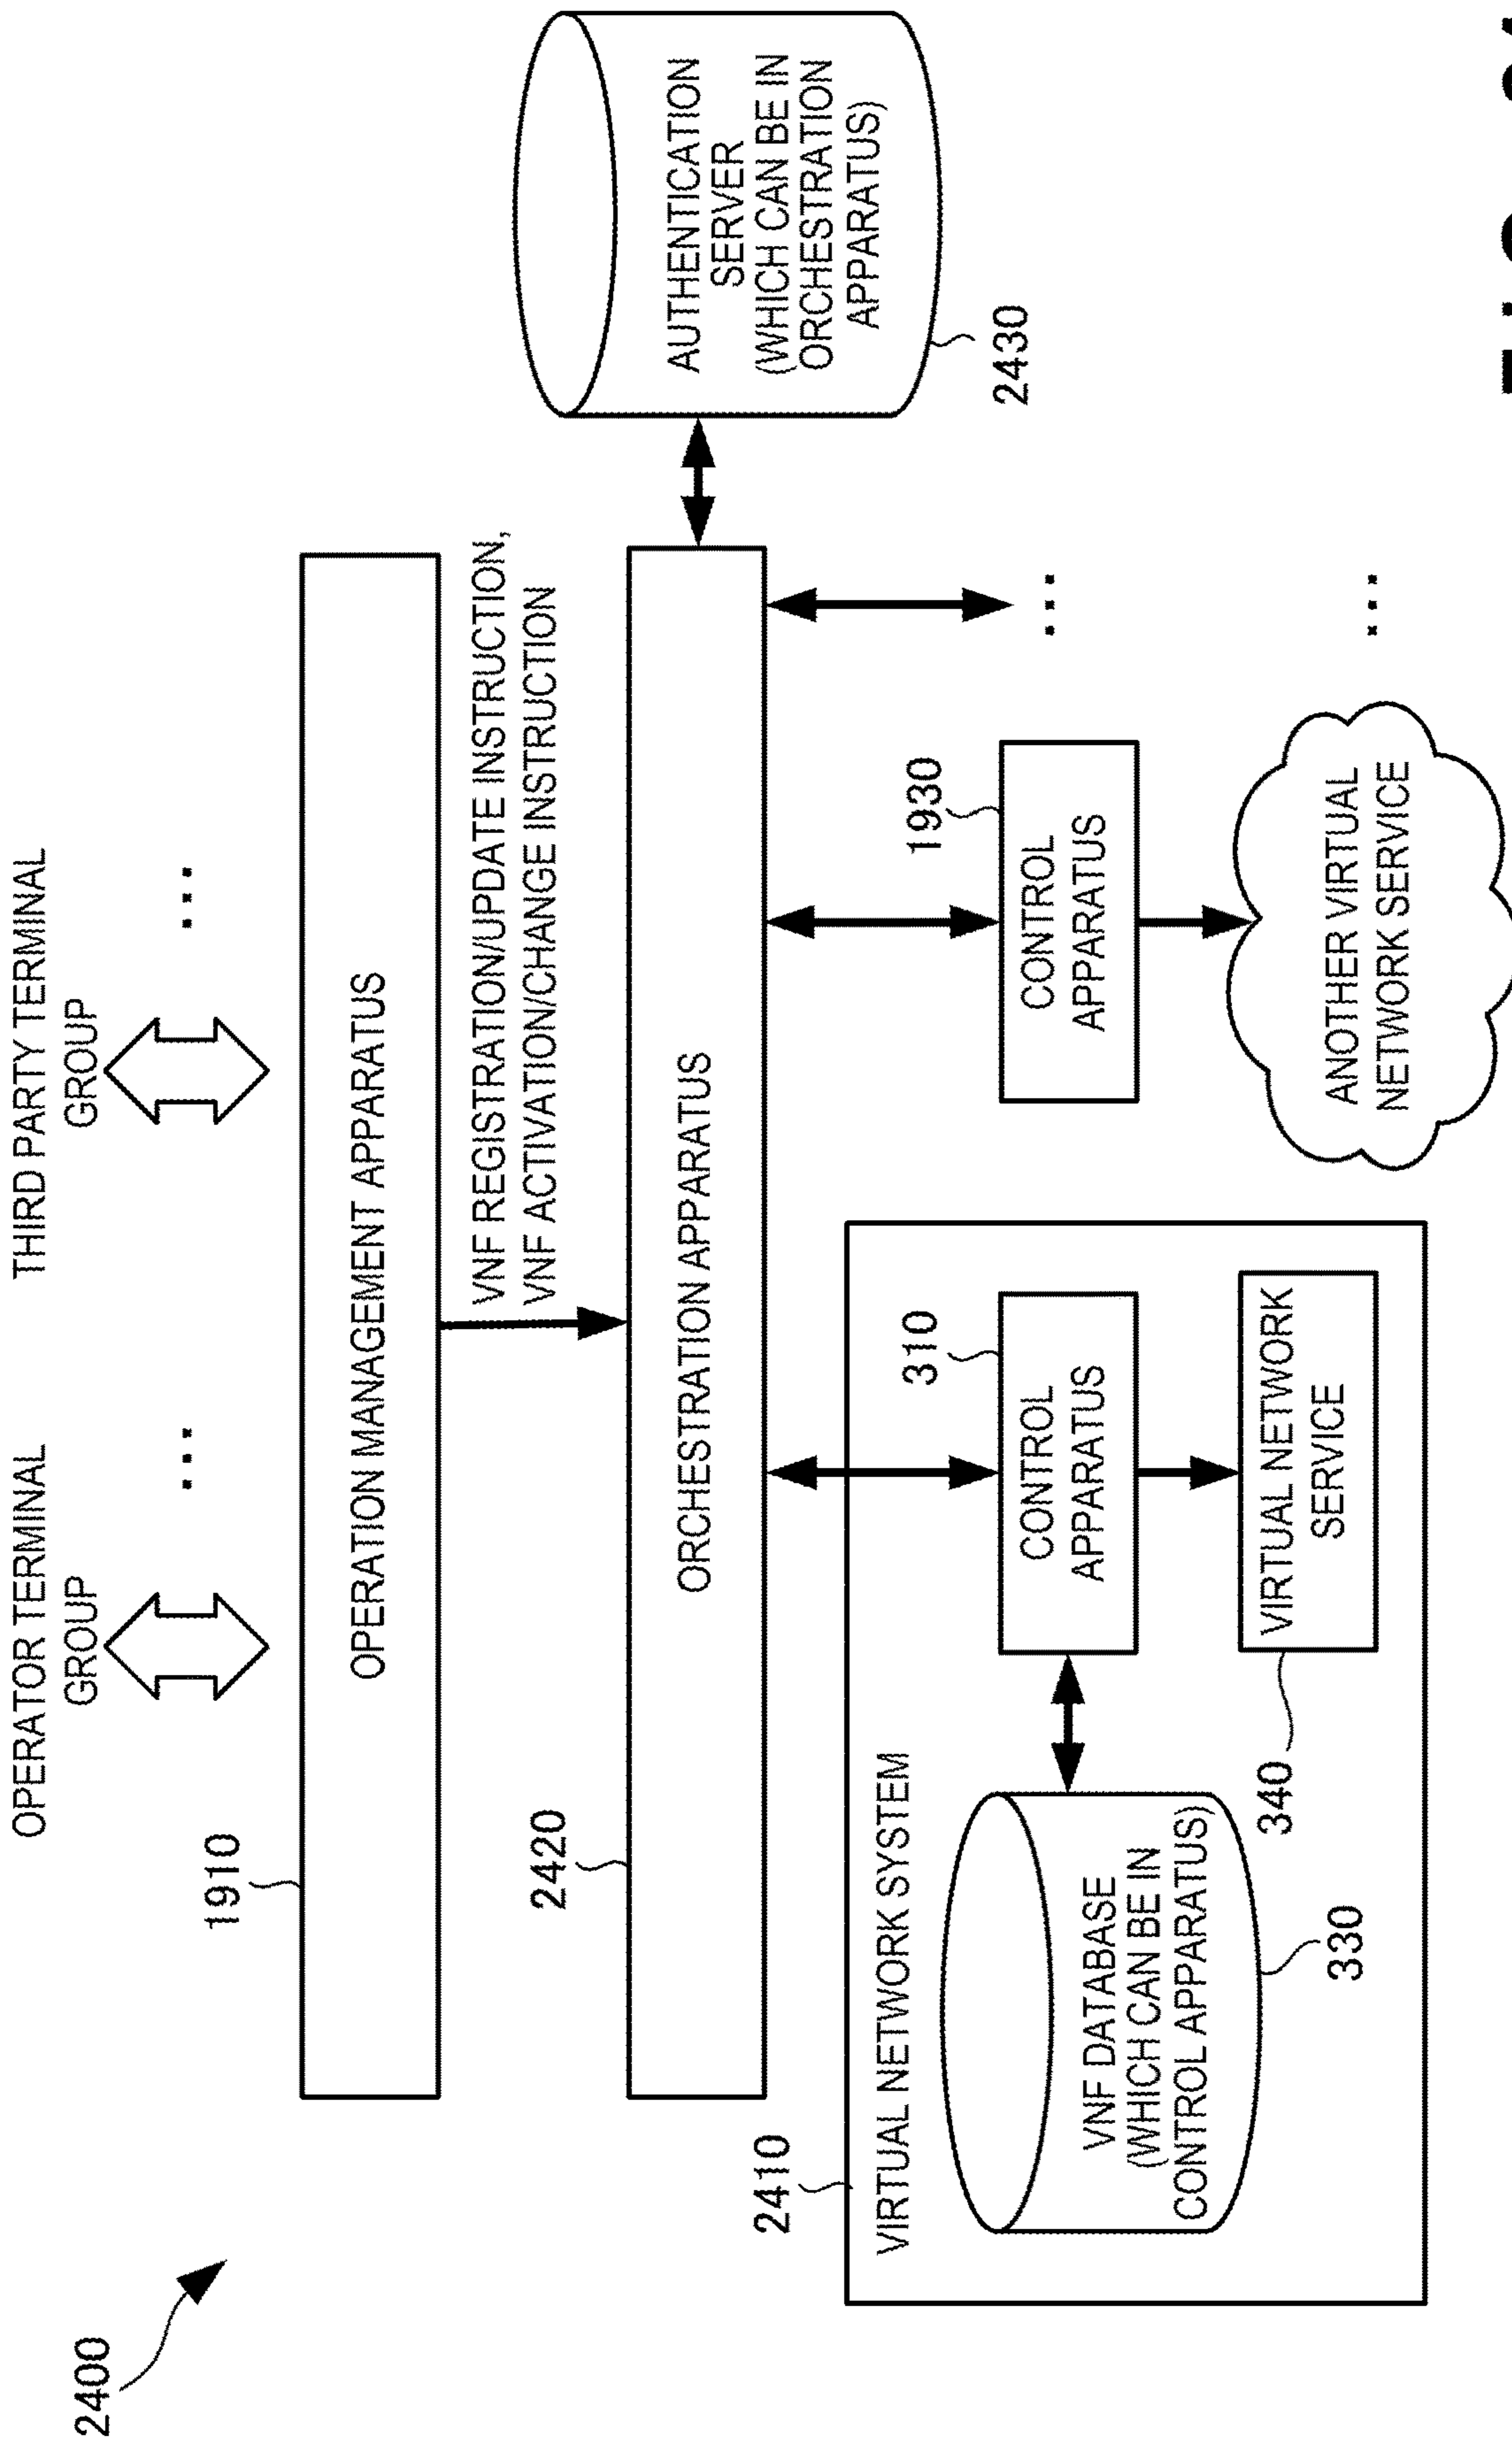 2400
OPERATOR TERMINAL
GROUP
...
THIRD PARTY TERMINAL
GROUP
...
1910
OPERATION MANAGEMENT APPARATUS
VNF REGISTRATION/UPDATE INSTRUCTION,
VNF ACTIVATION/CHANGE INSTRUCTION
2420
ORCHESTRATION APPARATUS
AUTHENTICATION
SERVER
(WHICH CAN BE IN
ORCHESTRATION
APPARATUS)
2430
2410
VIRTUAL NETWORK SYSTEM
VNF DATABASE
(WHICH CAN BE IN
CONTROL APPARATUS)
330
310
CONTROL
APPARATUS
340
VIRTUAL NETWORK
SERVICE
1930
CONTROL
APPARATUS
ANOTHER VIRTUAL
NETWORK SERVICE
...
...